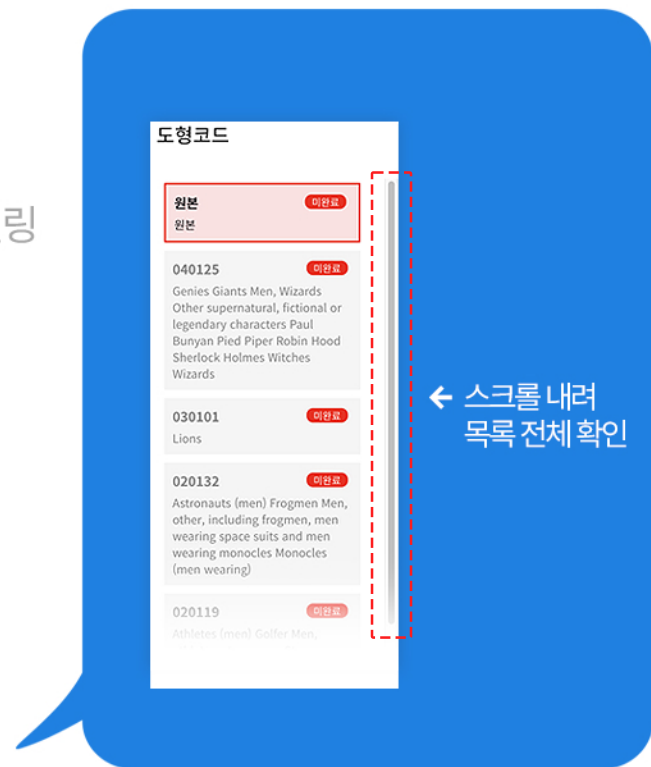 도형코드
링
원본 미완료
원본
040125 미완료
Genies Giants Men, Wizards
Other supernatural, fictional or
legendary characters Paul
Bunyan Pied Piper Robin Hood
Sherlock Holmes Witches
Wizards
← 스크롤 내려
목록 전체 확인
030101 미완료
Lions
020132 미완료
Astronauts (men) Frogmen Men,
other, including frogmen, men
wearing space suits and men
wearing monocles Monocles
(men wearing)
020119 미완료
Athletes (men) Golfer Men,